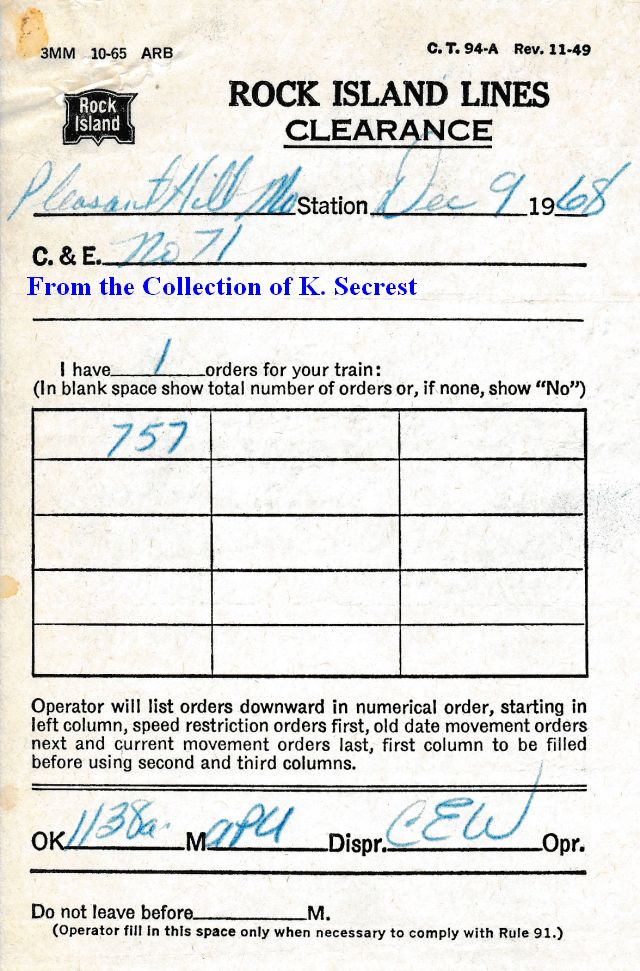 3MM 10-65 ARB
C. T. 94-A Rev. 11-49
Rock Island
ROCK ISLAND LINES
CLEARANCE
Pleasant Hill Mo Station Dec 9 1968
C. & E. No 71
From the Collection of K. Secrest
I have 1 orders for your train:
(In blank space show total number of orders or, if none, show “No”)
757
Operator will list orders downward in numerical order, starting in
left column, speed restriction orders first, old date movement orders
next and current movement orders last, first column to be filled
before using second and third columns.
OK 1138a M Dispr. CEW Opr.
Do not leave before M.
(Operator fill in this space only when necessary to comply with Rule 91.)